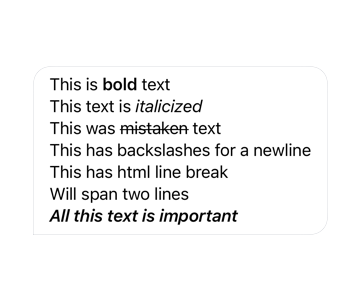 This is bold text
This text is italicized
This was mistaken text
This has backslashes for a newline
This has html line break
Will span two lines
All this text is important